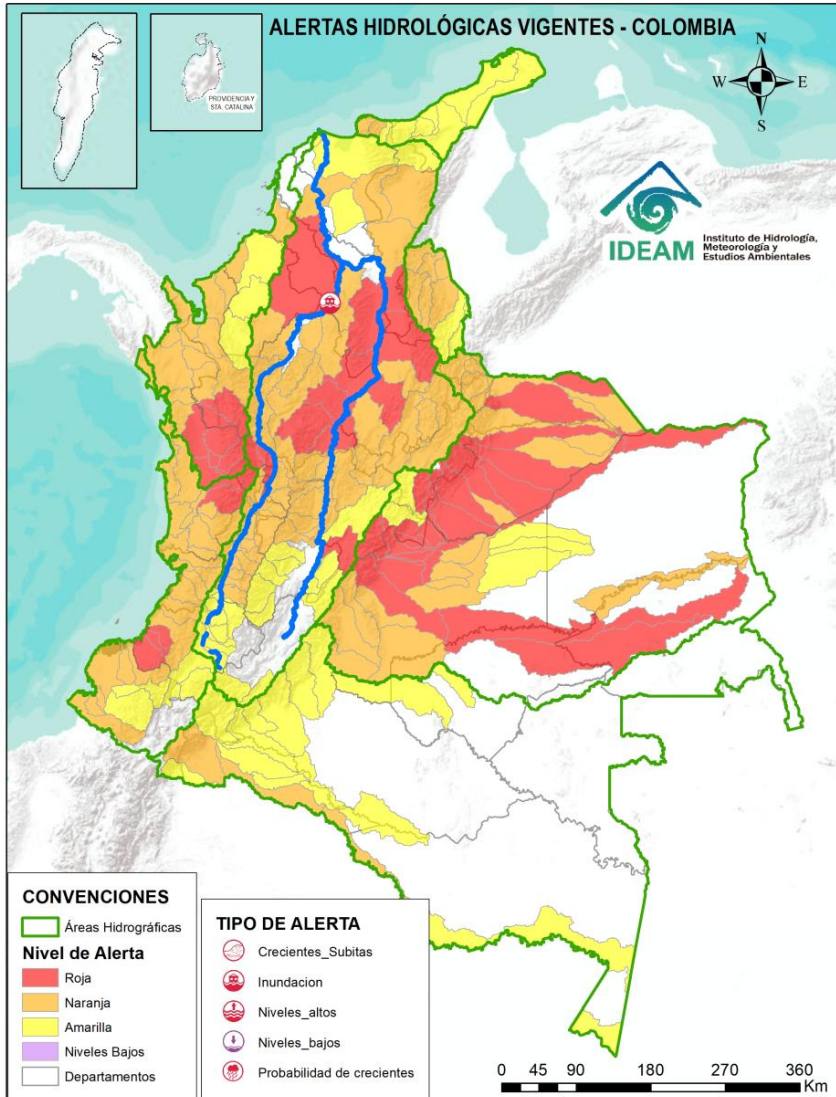 ALERTAS HIDROLÓGICAS VIGENTES - COLOMBIA
PROVIDENCIA Y
STA. CATALINA
N
W
E
S
IDEAM
Instituto de Hidrología,
Meteorología y
Estudios Ambientales
CONVENCIONES
Áreas Hidrográficas
Nivel de Alerta
Roja
Naranja
Amarilla
Niveles Bajos
Departamentos
TIPO DE ALERTA
Crecientes_Subitas
Inundacion
Niveles_altos
Niveles_bajos
Probabilidad de crecientes
0 45 90 180 270 360
Km